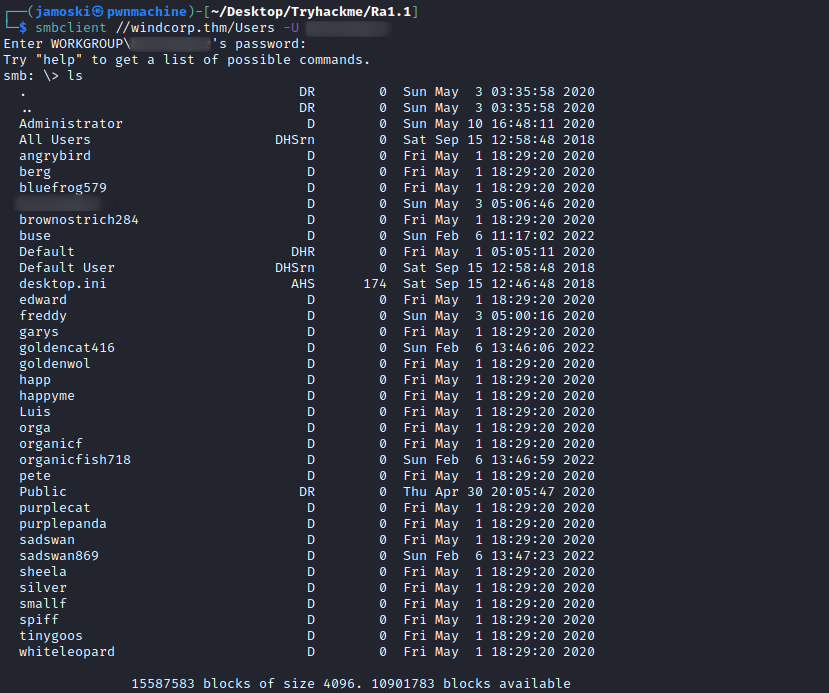 ┌──(jamoski㉿pwnmachine)-[~/Desktop/Tryhackme/Ra1.1]
└─$ smbclient //windcorp.thm/Users -U
Enter WORKGROUP\ 's password:
Try "help" to get a list of possible commands.
smb: \> ls
. DR 0 Sun May 3 03:35:58 2020
.. DR 0 Sun May 3 03:35:58 2020
Administrator D 0 Sun May 10 16:48:11 2020
All Users DHSrn 0 Sat Sep 15 12:58:48 2018
angrybird D 0 Fri May 1 18:29:20 2020
berg D 0 Fri May 1 18:29:20 2020
bluefrog579 D 0 Fri May 1 18:29:20 2020
D 0 Sun May 3 05:06:46 2020
brownostrich284 D 0 Fri May 1 18:29:20 2020
buse D 0 Sun Feb 6 11:17:02 2022
Default DHR 0 Fri May 1 05:05:11 2020
Default User DHSrn 0 Sat Sep 15 12:58:48 2018
desktop.ini AHS 174 Sat Sep 15 12:46:48 2018
edward D 0 Fri May 1 18:29:20 2020
freddy D 0 Sun May 3 05:00:16 2020
garys D 0 Fri May 1 18:29:20 2020
goldencat416 D 0 Sun Feb 6 13:46:06 2022
goldenwol D 0 Fri May 1 18:29:20 2020
happ D 0 Fri May 1 18:29:20 2020
happyme D 0 Fri May 1 18:29:20 2020
Luis D 0 Fri May 1 18:29:20 2020
orga D 0 Fri May 1 18:29:20 2020
organicf D 0 Fri May 1 18:29:20 2020
organicfish718 D 0 Sun Feb 6 13:46:59 2022
pete D 0 Fri May 1 18:29:20 2020
Public DR 0 Thu Apr 30 20:05:47 2020
purplecat D 0 Fri May 1 18:29:20 2020
purplepanda D 0 Fri May 1 18:29:20 2020
sadswan D 0 Fri May 1 18:29:20 2020
sadswan869 D 0 Sun Feb 6 13:47:23 2022
sheela D 0 Fri May 1 18:29:20 2020
silver D 0 Fri May 1 18:29:20 2020
smallf D 0 Fri May 1 18:29:20 2020
spiff D 0 Fri May 1 18:29:20 2020
tinygoos D 0 Fri May 1 18:29:20 2020
whiteleopard D 0 Fri May 1 18:29:20 2020
15587583 blocks of size 4096. 10901783 blocks available